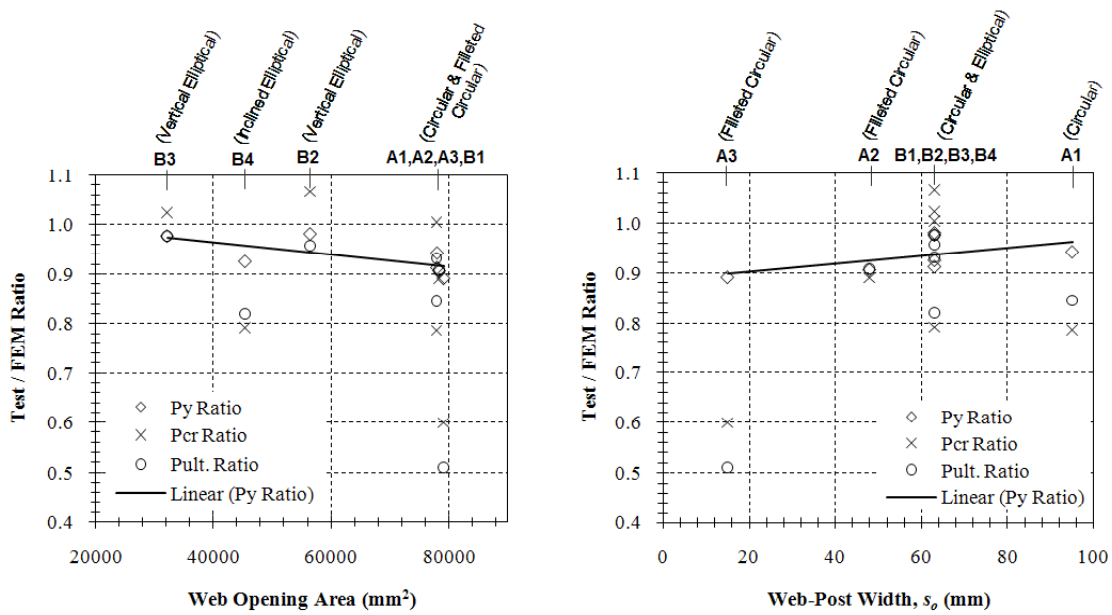 (Vertical Elliptical)
(Inclined Elliptical)
(Vertical Elliptical)
(Circular & Filleted
Circular)
B3
B4
B2
A1,A2,A3,B1
1.1
1.0
0.9
0.8
0.7
0.6
0.5
0.4
Test / FEM Ratio
Py Ratio
Pcr Ratio
Pult. Ratio
Linear (Py Ratio)
20000
40000
60000
80000
Web Opening Area (mm²)
(Filleted Circular)
(Filleted Circular)
(Circular & Elliptical)
(Circular)
A3
A2
B1,B2,B3,B4
A1
1.1
1.0
0.9
0.8
0.7
0.6
0.5
0.4
Test / FEM Ratio
Py Ratio
Pcr Ratio
Pult. Ratio
Linear (Py Ratio)
0
20
40
60
80
100
Web-Post Width, so (mm)